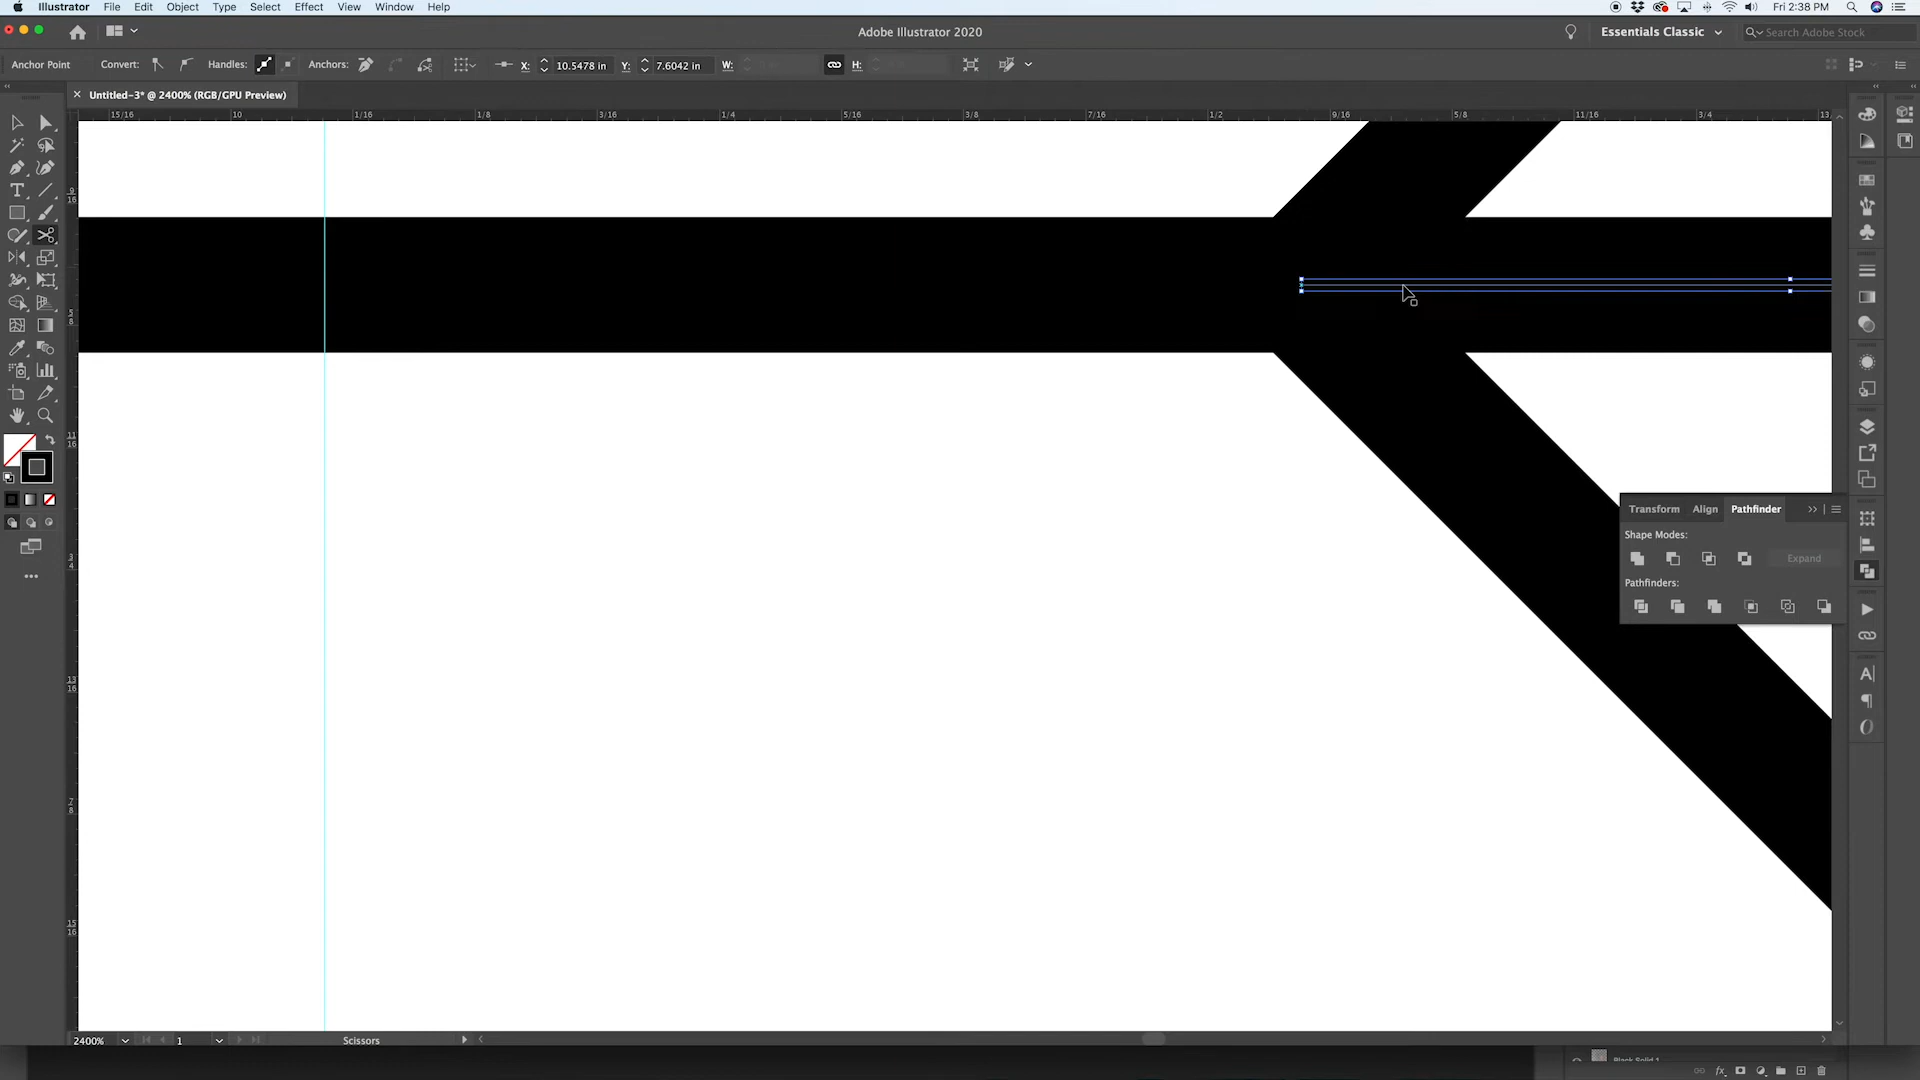 Illustrator File Edit Object Type Select Effect View Window Help
Fri 2:38 PM
Adobe Illustrator 2020
Essentials Classic
Search Adobe Stock
Anchor Point
Convert:
Handles:
Anchors:
X: 10.5478 in
Y: 7.6042 in
W:
H:
× Untitled-3* @ 2400% (RGB/GPU Preview)
15/16 10 1/16 1/8 3/16 1/4 5/16 3/8 7/16 1/2 9/16 5/8 11/16 3/4 13
9
16
5
8
11
16
3
4
13
16
7
8
15
16
Transform Align Pathfinder
Shape Modes:
Expand
Pathfinders:
2400%
1
Scissors